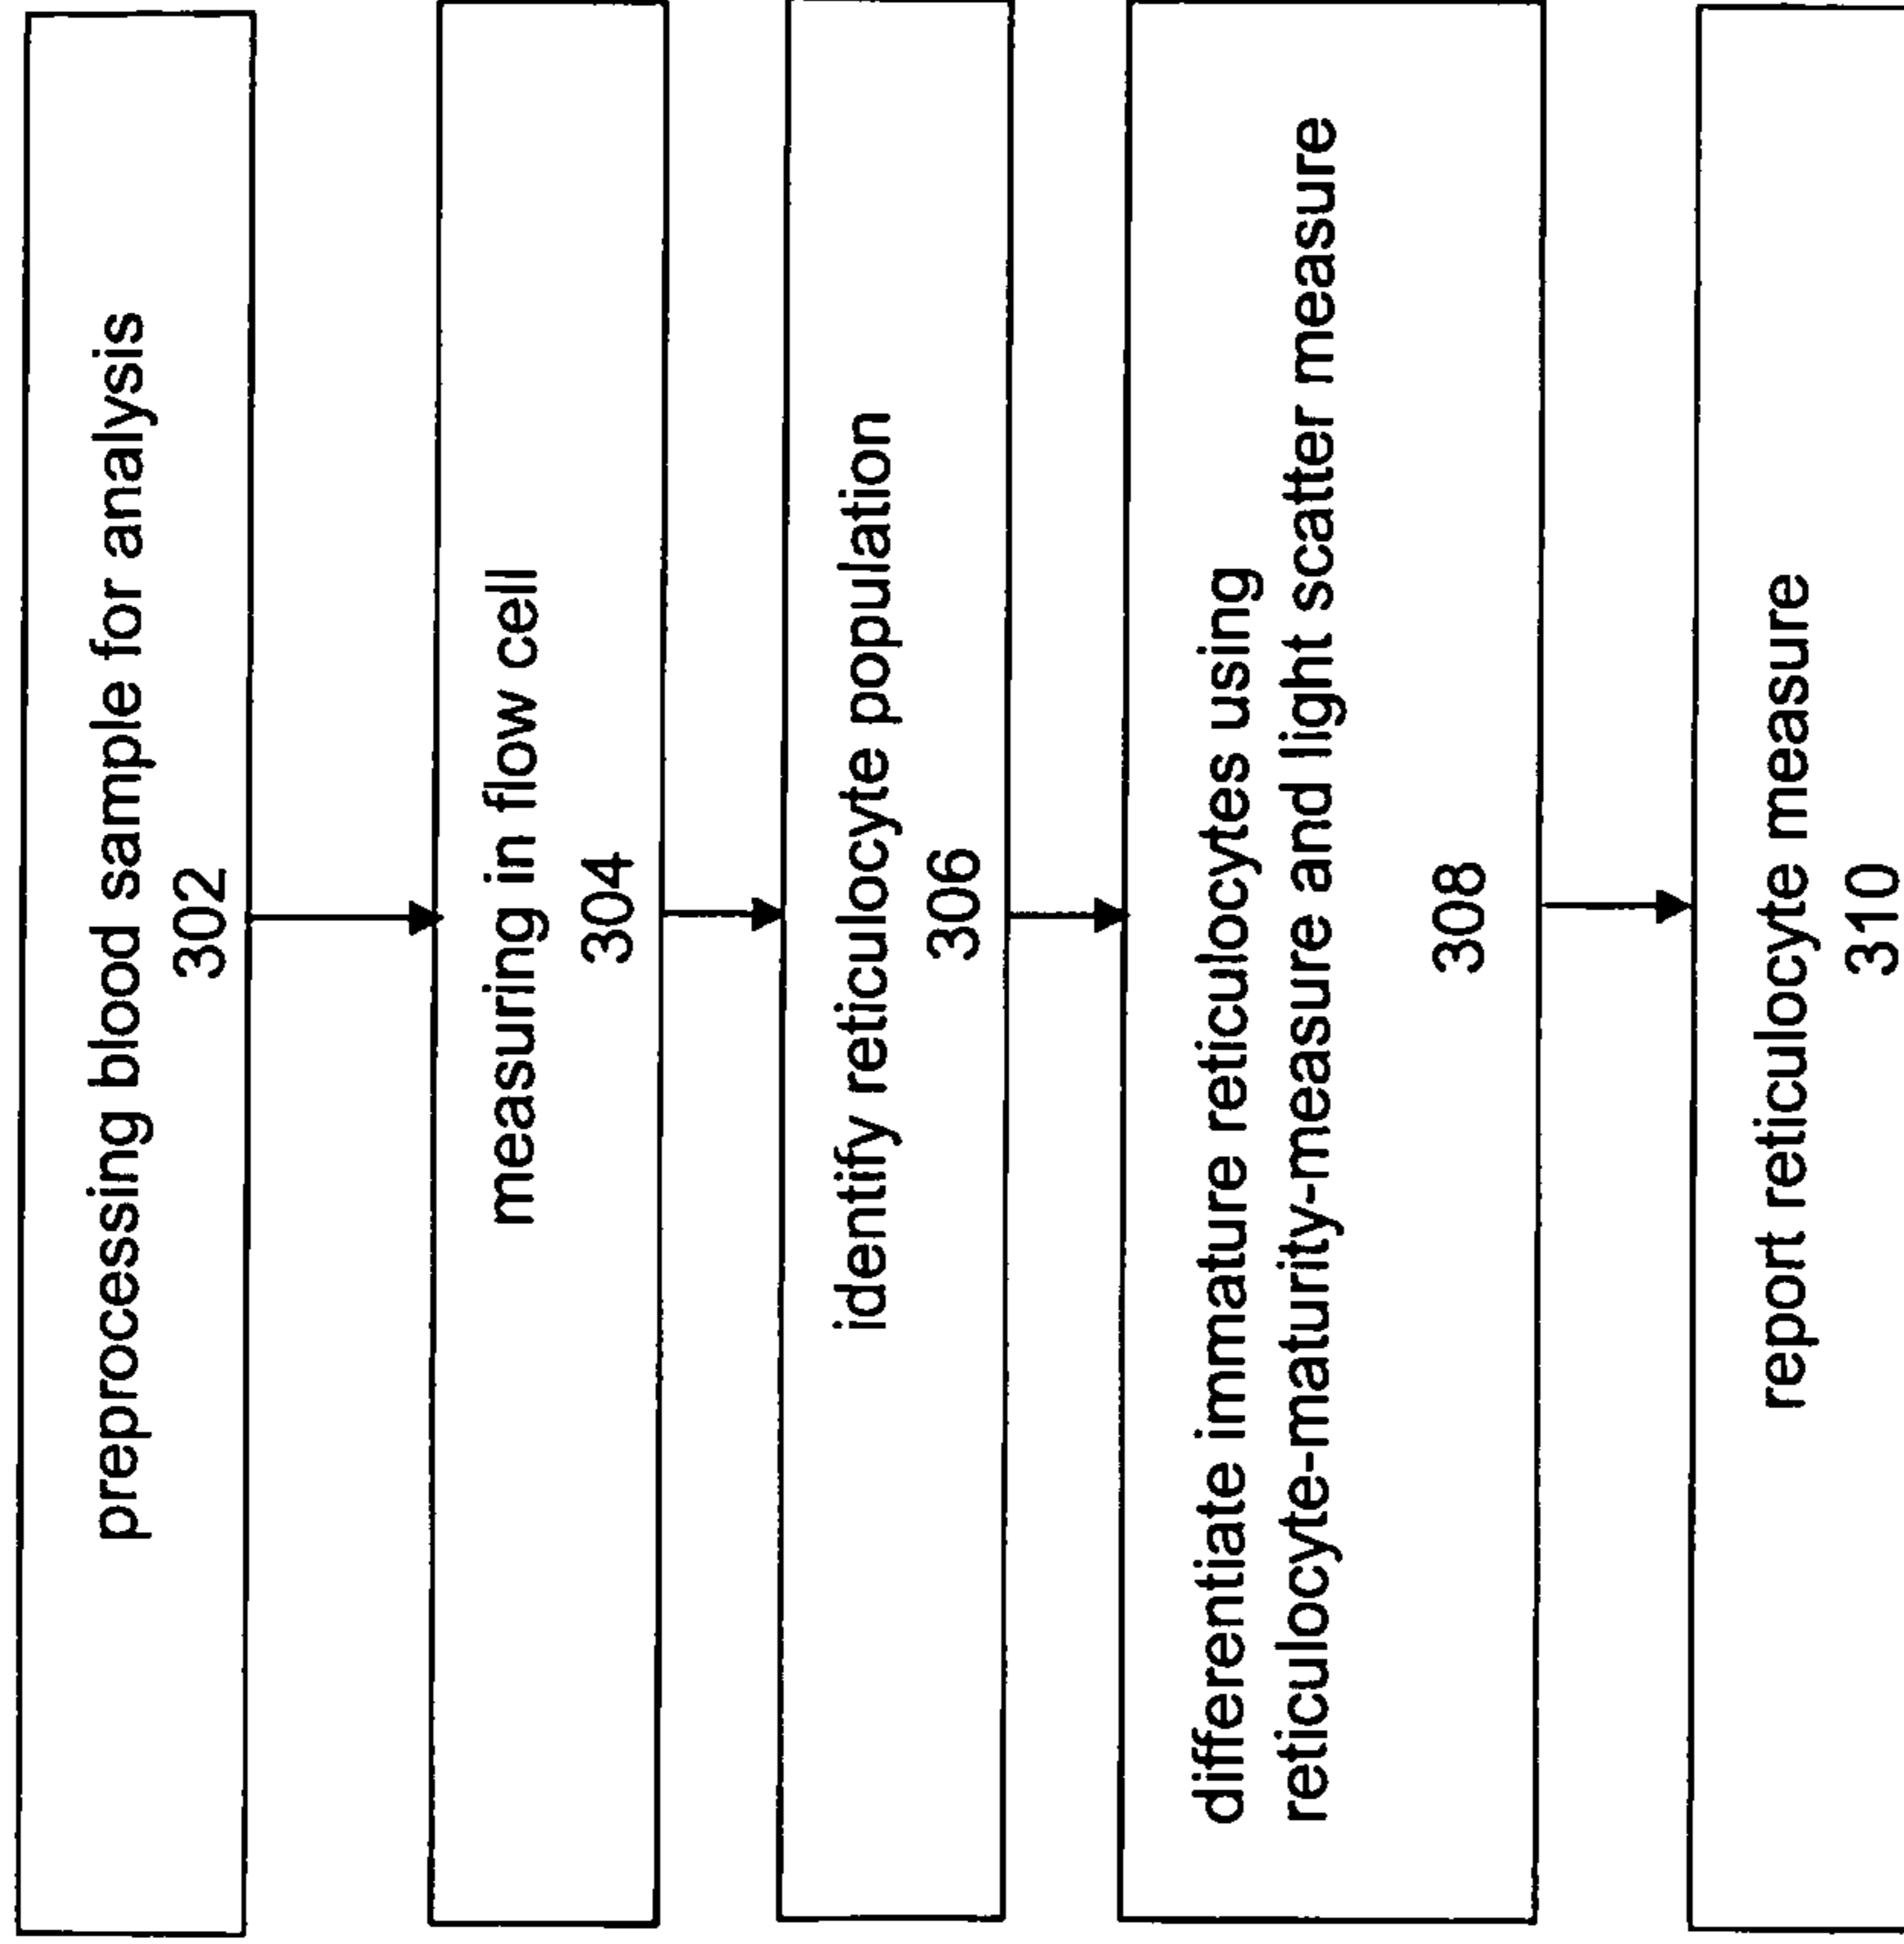 preprocessing blood sample for analysis
302
measuring in flow cell
304
identify reticulocyte population
306
differentiate immature reticulocytes using
reticulocyte-maturity-measure and light scatter measure
308
report reticulocyte measure
310